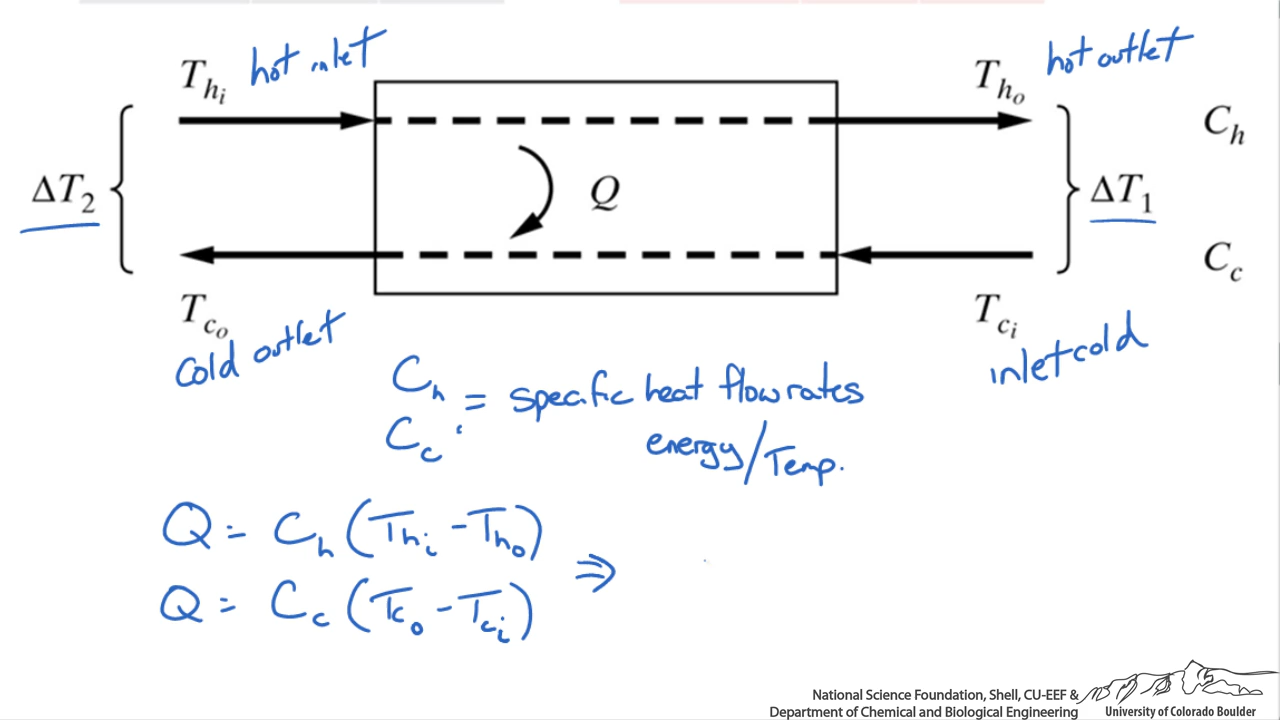 T_{h_i} hot inlet
T_{h_o} hot outlet
C_h
ΔT_2
Q
ΔT_1
C_c
T_{c_o}
cold outlet
T_{c_i}
inlet cold
C_h
C_c = specific heat flowrates
energy/Temp.
Q = C_h (T_{h_i} - T_{h_o})
⇒
Q = C_c (T_{c_o} - T_{c_i})
National Science Foundation, Shell, CU-EEF &
Department of Chemical and Biological Engineering
University of Colorado Boulder